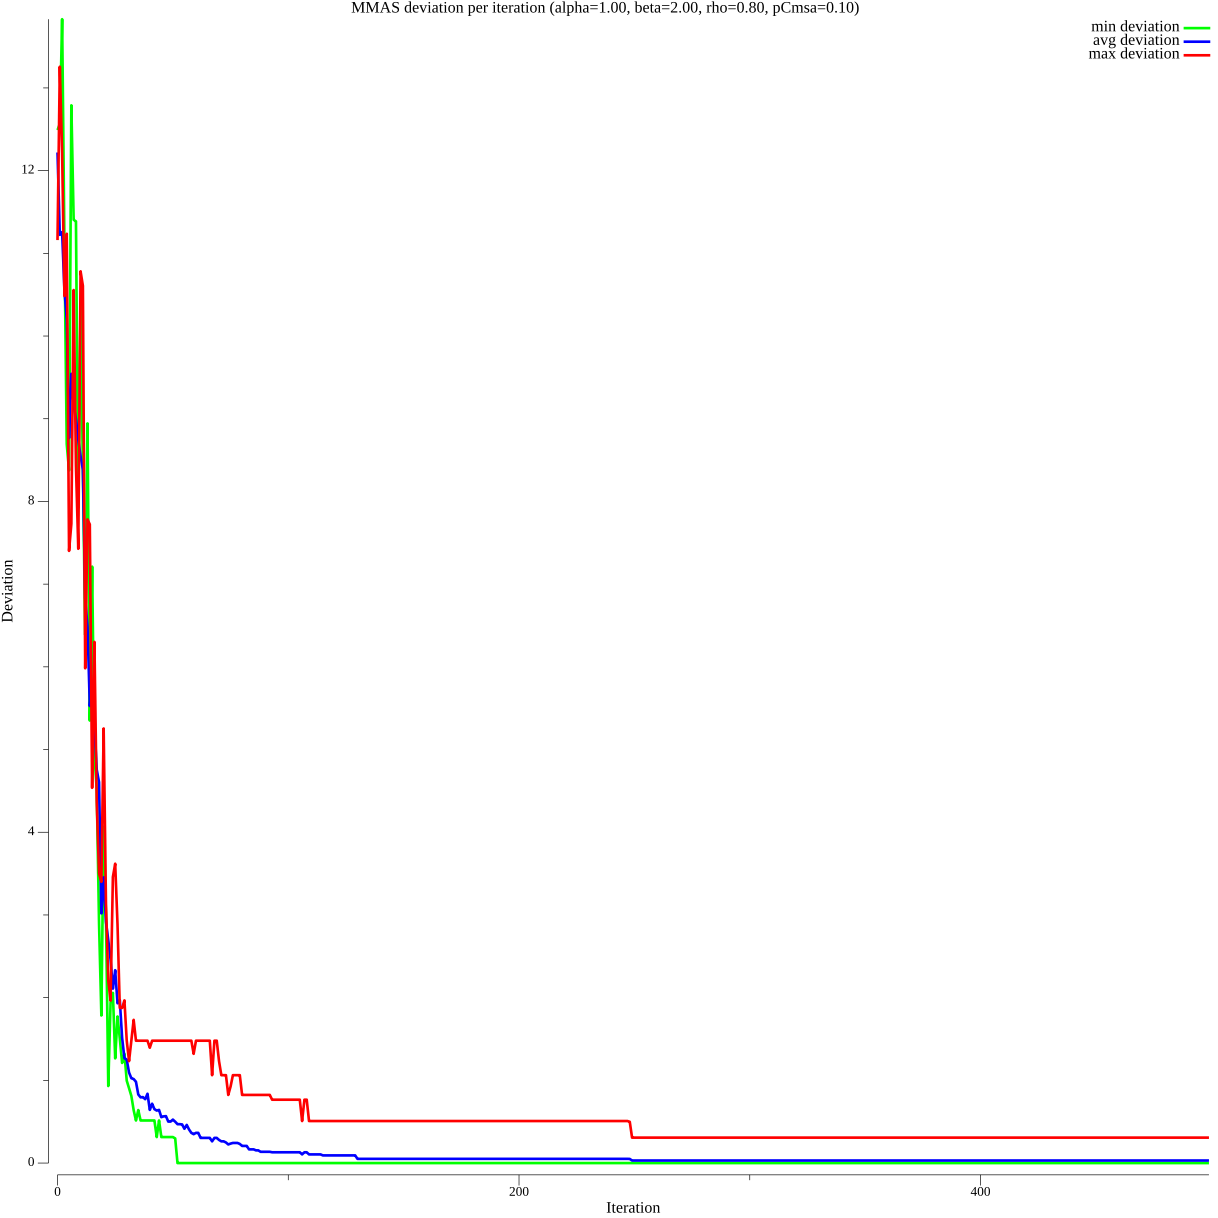 MMAS deviation per iteration (alpha=1.00, beta=2.00, rho=0.80, pCmsa=0.10)
min deviation
avg deviation
max deviation
12
8
4
0
Deviation
0 200 400
Iteration